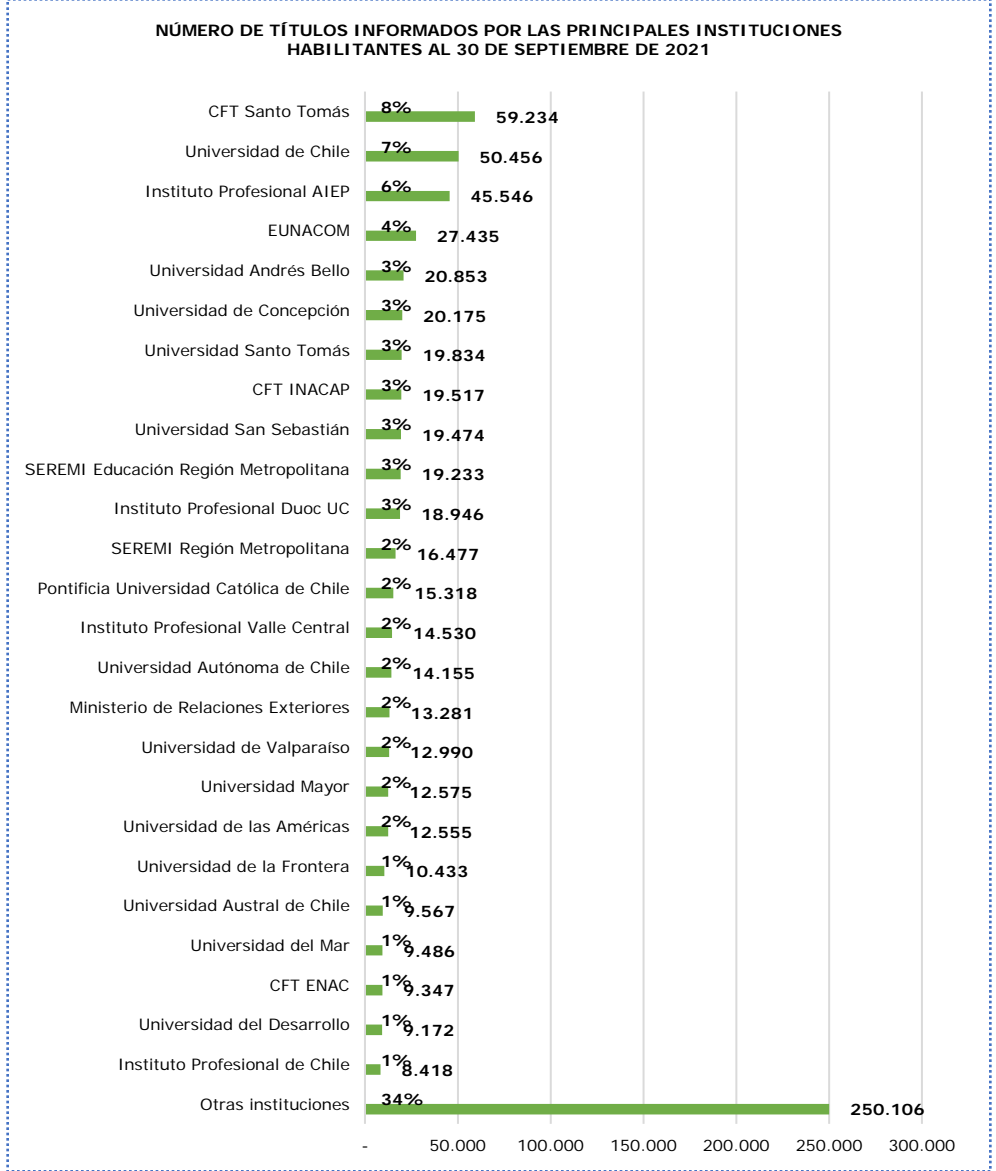 NÚMERO DE TÍTULOS INFORMADOS POR LAS PRINCIPALES INSTITUCIONES
HABILITANTES AL 30 DE SEPTIEMBRE DE 2021
CFT Santo Tomás 8% 59.234
Universidad de Chile 7% 50.456
Instituto Profesional AIEP 6% 45.546
EUNACOM 4% 27.435
Universidad Andrés Bello 3% 20.853
Universidad de Concepción 3% 20.175
Universidad Santo Tomás 3% 19.834
CFT INACAP 3% 19.517
Universidad San Sebastián 3% 19.474
SEREMI Educación Región Metropolitana 3% 19.233
Instituto Profesional Duoc UC 3% 18.946
SEREMI Región Metropolitana 2% 16.477
Pontificia Universidad Católica de Chile 2% 15.318
Instituto Profesional Valle Central 2% 14.530
Universidad Autónoma de Chile 2% 14.155
Ministerio de Relaciones Exteriores 2% 13.281
Universidad de Valparaíso 2% 12.990
Universidad Mayor 2% 12.575
Universidad de las Américas 2% 12.555
Universidad de la Frontera 1% 10.433
Universidad Austral de Chile 1% 9.567
Universidad del Mar 1% 9.486
CFT ENAC 1% 9.347
Universidad del Desarrollo 1% 9.172
Instituto Profesional de Chile 1% 8.418
Otras instituciones 34% 250.106
- 50.000 100.000 150.000 200.000 250.000 300.000